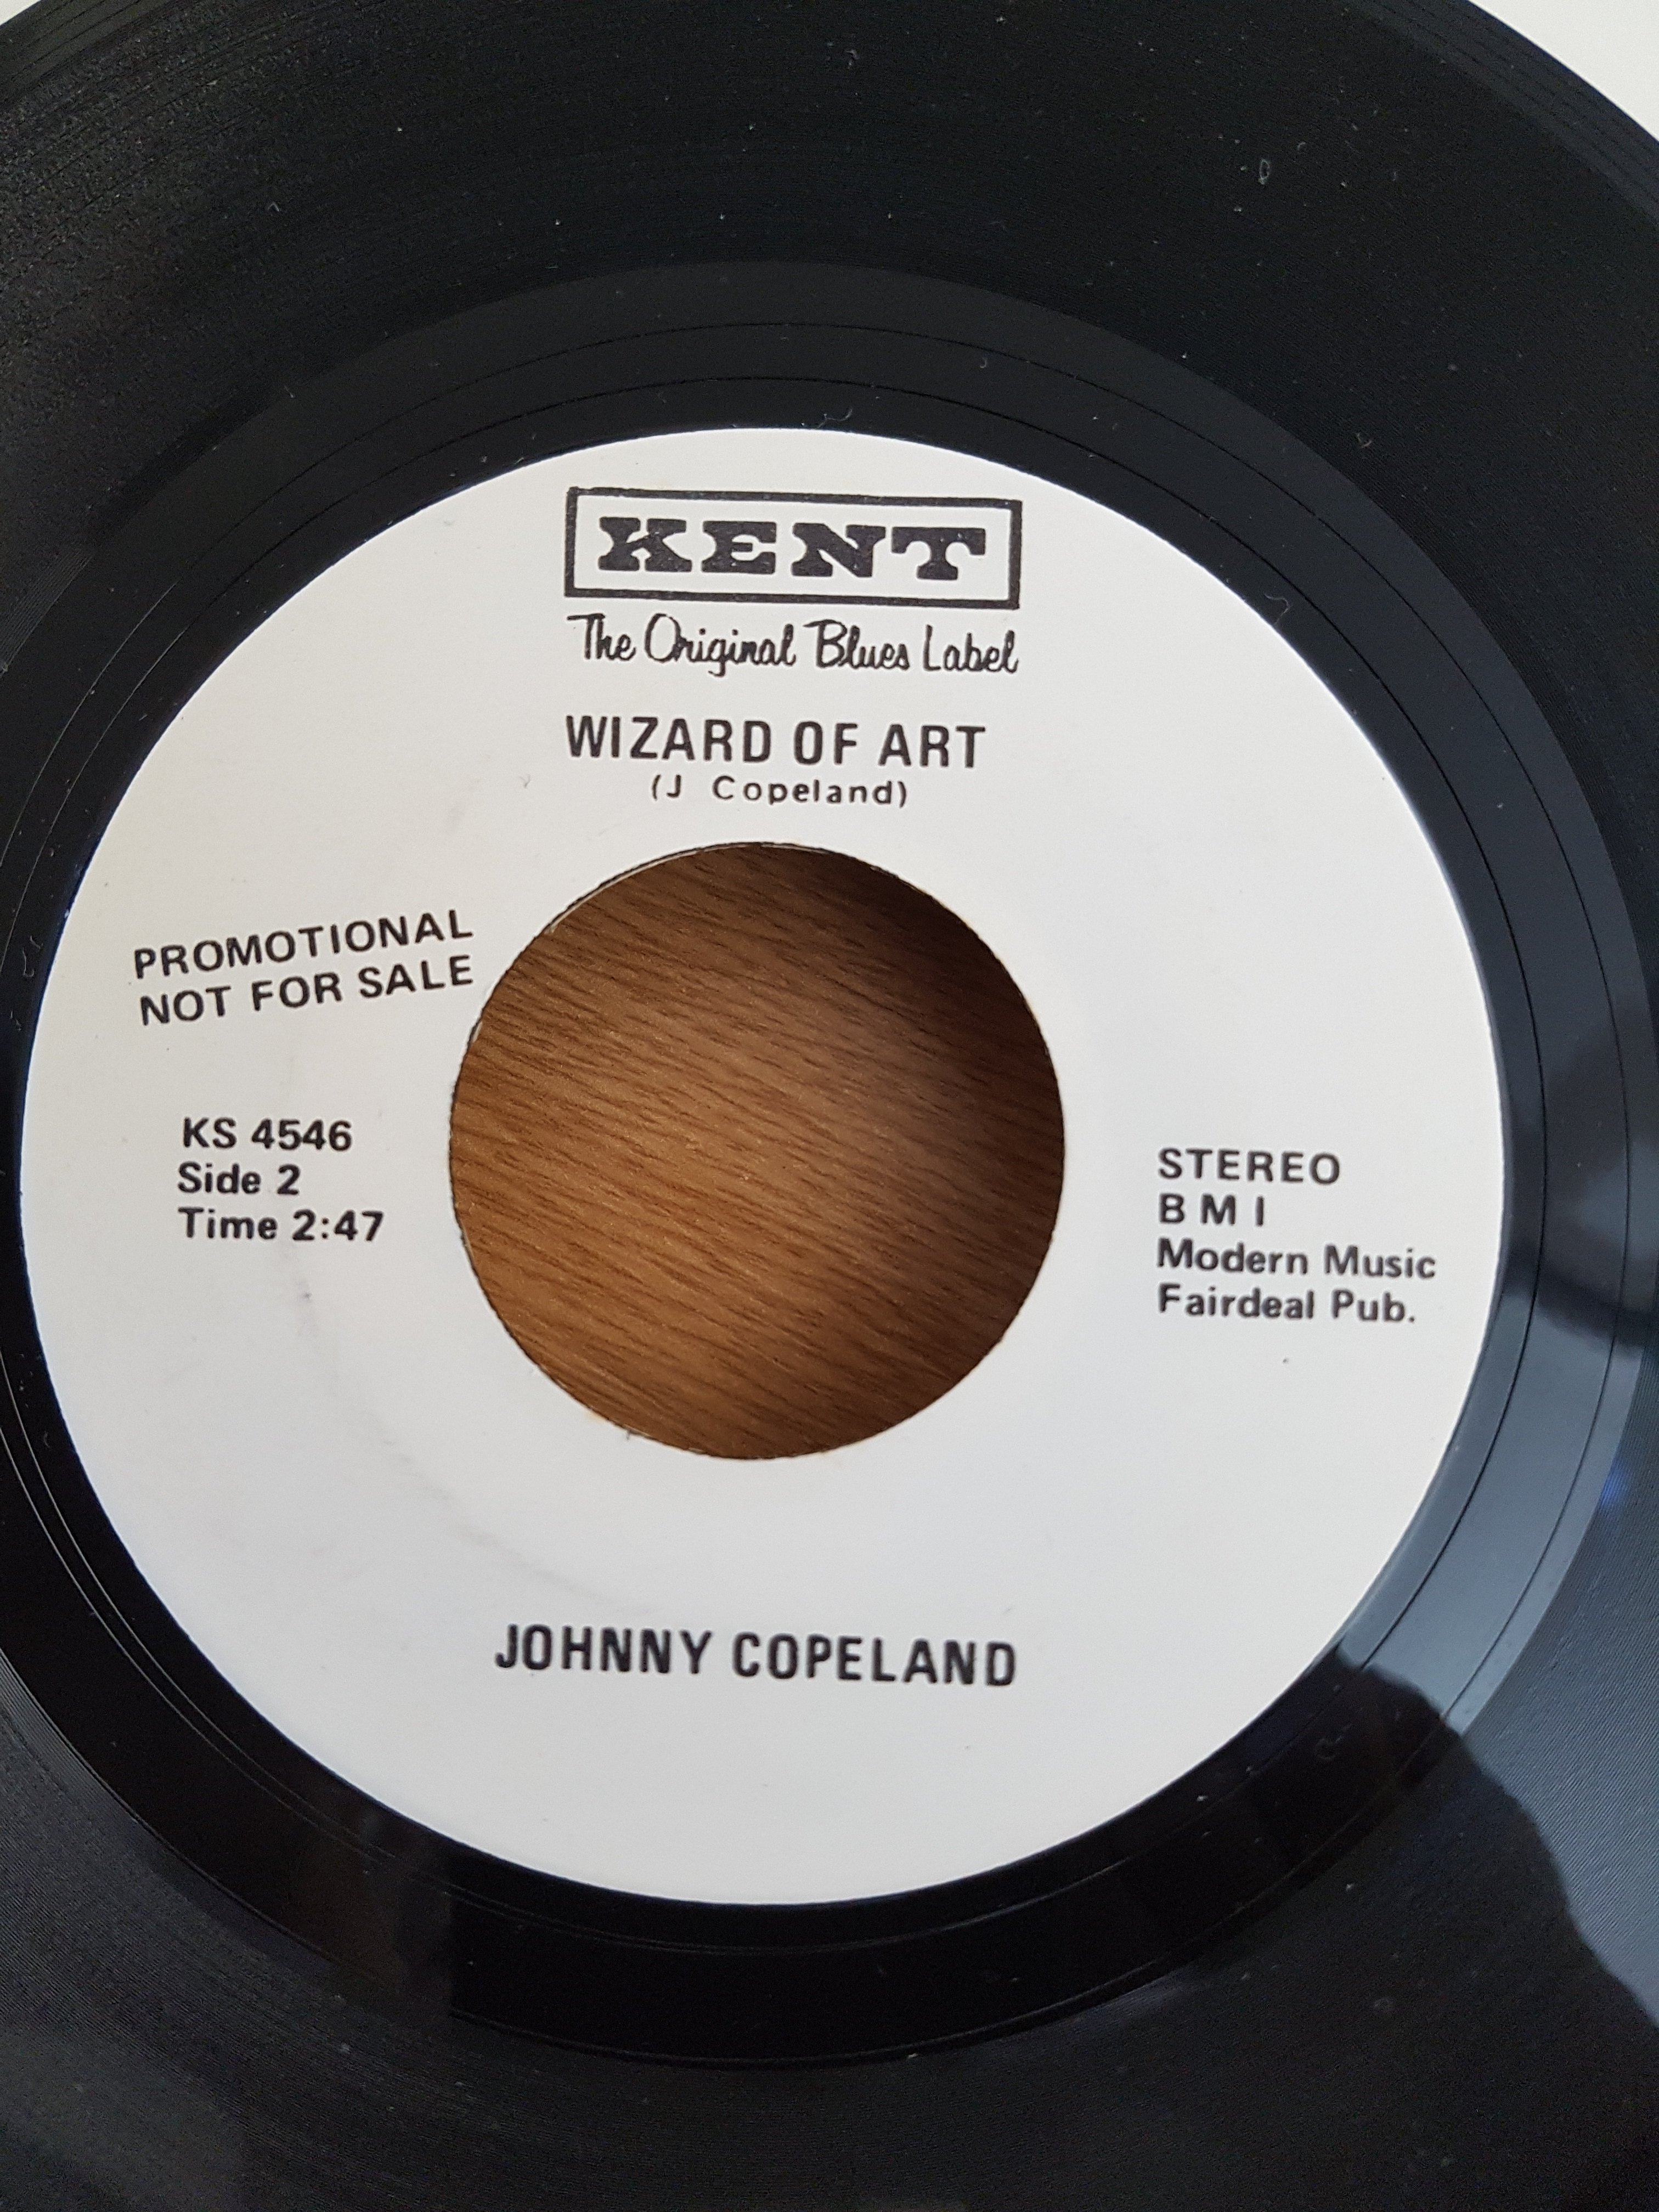 KENT
The Original Blues Label
WIZARD OF ART
(J Copeland)
PROMOTIONAL
NOT FOR SALE
KS 4546
Side 2
Time 2:47
STEREO
B M I
Modern Music
Fairdeal Pub.
JOHNNY COPELAND